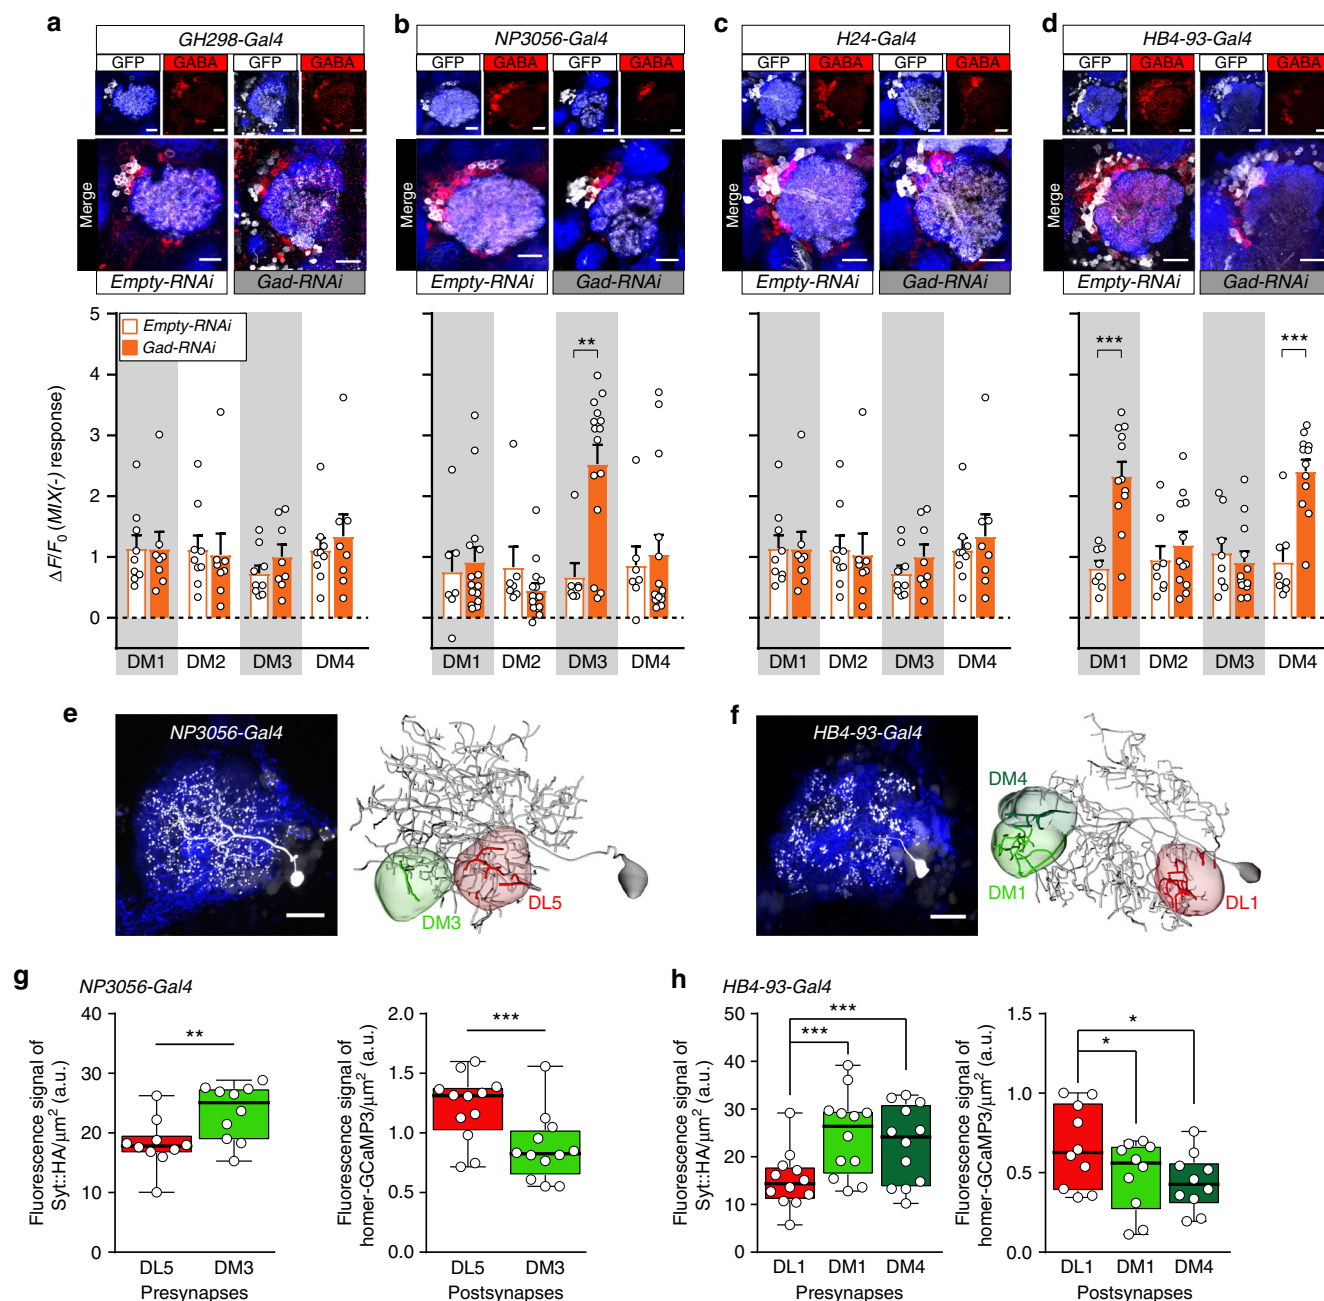 a
GH298-Gal4
GFP
GABA
GFP
GABA
Merge
Empty-RNAi
Gad-RNAi
b
NP3056-Gal4
GFP
GABA
GFP
GABA
Merge
Empty-RNAi
Gad-RNAi
c
H24-Gal4
GFP
GABA
GFP
GABA
Merge
Empty-RNAi
Gad-RNAi
d
HB4-93-Gal4
GFP
GABA
GFP
GABA
Merge
Empty-RNAi
Gad-RNAi
ΔF/F0 (MIX(-) response)
5
4
3
2
1
0
Empty-RNAi
Gad-RNAi
DM1 DM2 DM3 DM4
**
DM1 DM2 DM3 DM4
DM1 DM2 DM3 DM4
***
***
DM1 DM2 DM3 DM4
e
NP3056-Gal4
DM3
DL5
f
HB4-93-Gal4
DM4
DM1
DL1
g
NP3056-Gal4
Fluorescence signal of
Syt::HA/μm2 (a.u.)
40
30
20
10
0
**
DL5 DM3
Presynapses
Fluorescence signal of
homer-GCaMP3/μm2 (a.u.)
2.0
1.5
1.0
0.5
0.0
***
DL5 DM3
Postsynapses
h
HB4-93-Gal4
Fluorescence signal of
Syt::HA/μm2 (a.u.)
50
40
30
20
10
0
***
***
DL1 DM1 DM4
Presynapses
Fluorescence signal of
homer-GCaMP3/μm2 (a.u.)
1.5
1.0
0.5
0.0
*
*
DL1 DM1 DM4
Postsynapses